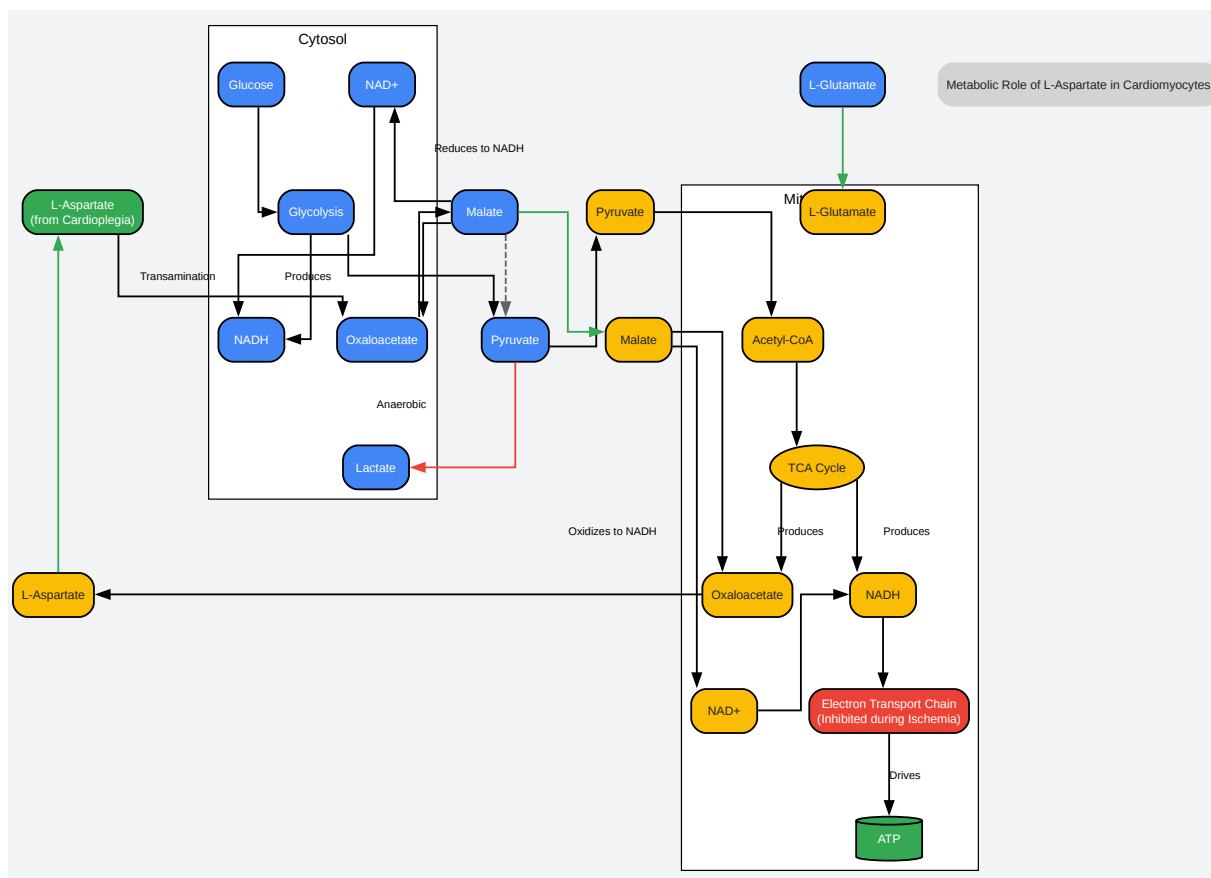 Cytosol
Glucose
NAD+
L-Glutamate
Metabolic Role of L-Aspartate in Cardiomyocytes
Reduces to NADH
L-Aspartate
(from Cardioplegia)
Glycolysis
Malate
Pyruvate
Mit
L-Glutamate
Transamination
Produces
NADH
Oxaloacetate
Pyruvate
Malate
Acetyl-CoA
Anaerobic
Lactate
TCA Cycle
Oxidizes to NADH
Produces
Produces
L-Aspartate
Oxaloacetate
NADH
NAD+
Electron Transport Chain
(Inhibited during Ischemia)
Drives
ATP